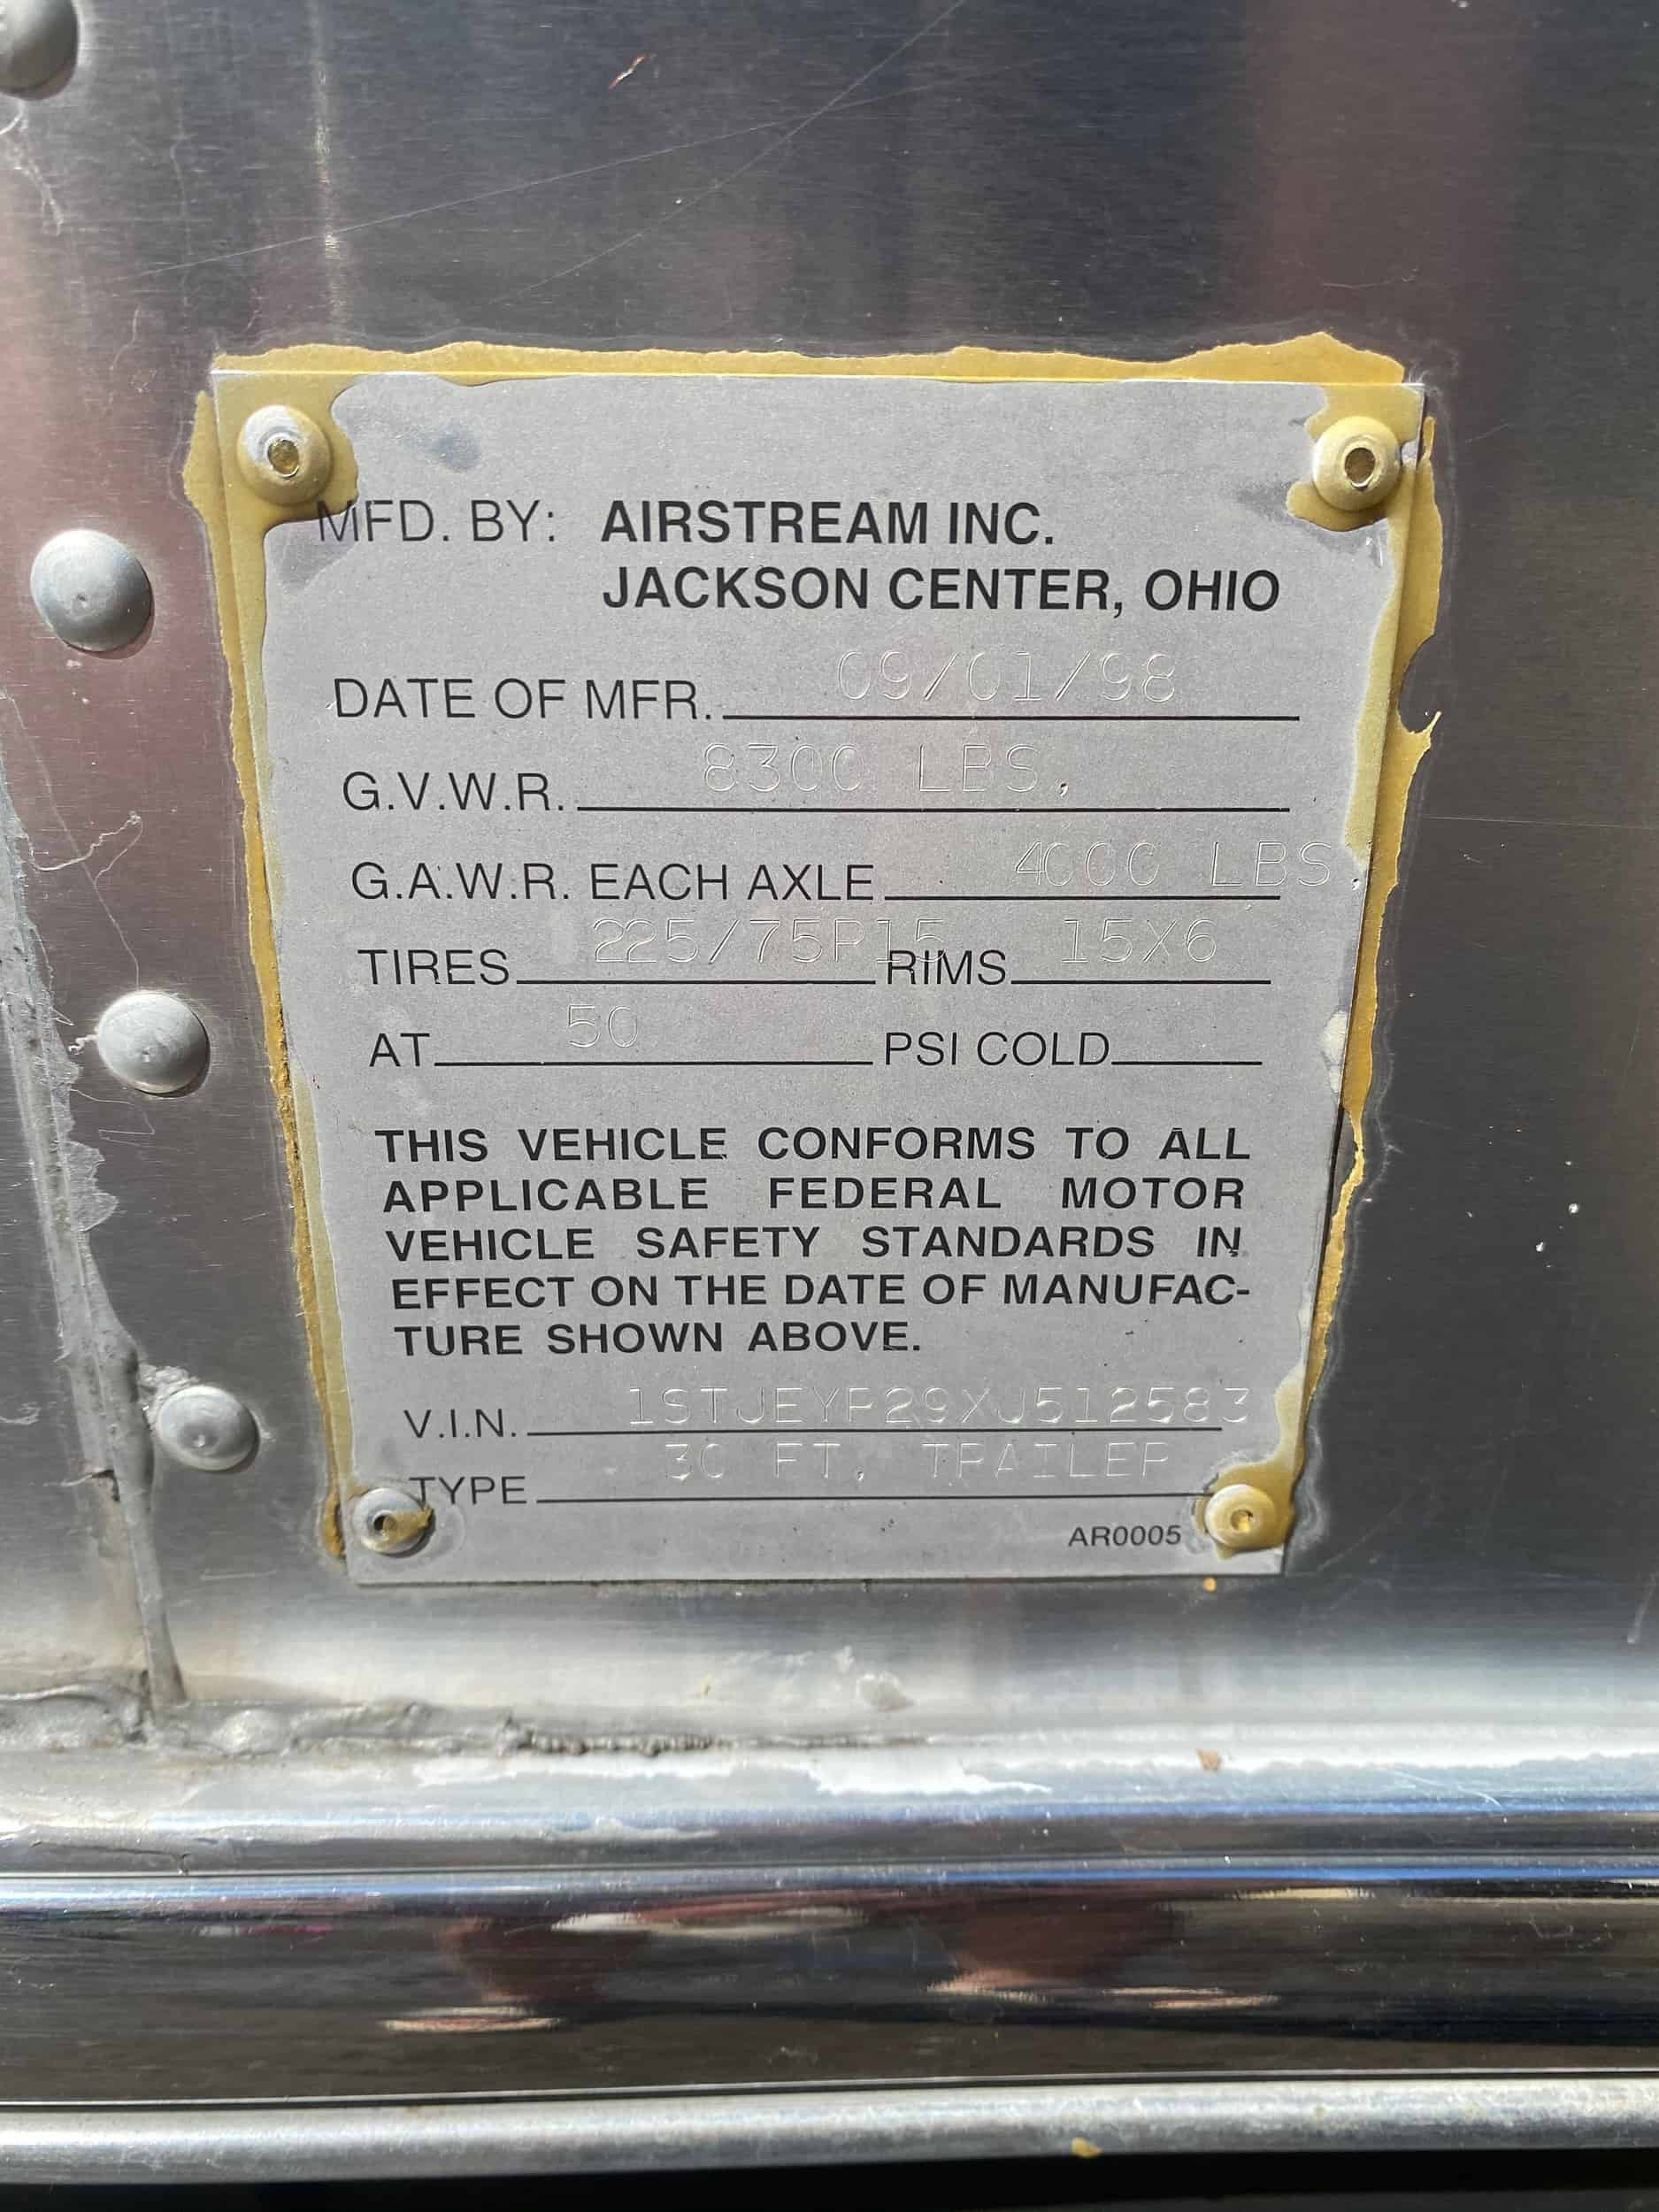 MFD. BY: AIRSTREAM INC.
JACKSON CENTER, OHIO
DATE OF MFR. 09/01/98
G.V.W.R. 8300 LBS.
G.A.W.R. EACH AXLE 4000 LBS.
TIRES 225/75R15 RIMS 15X6
AT 50 PSI COLD
THIS VEHICLE CONFORMS TO ALL
APPLICABLE FEDERAL MOTOR
VEHICLE SAFETY STANDARDS IN
EFFECT ON THE DATE OF MANUFAC-
TURE SHOWN ABOVE.
V.I.N. 1STJEYR29XJ512583
TYPE 30 FT. TRAILER
AR0005